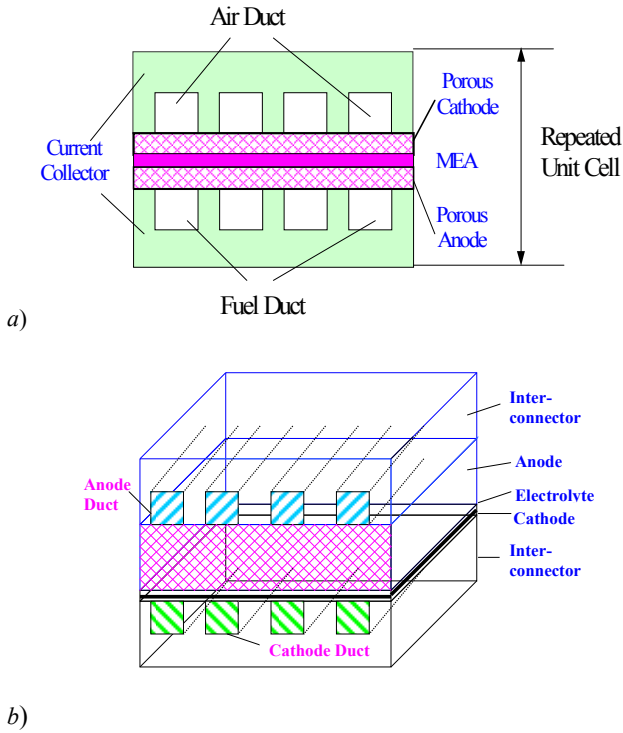 Air Duct
Porous
Cathode
Current
Collector
MEA
Repeated
Unit Cell
Porous
Anode
Fuel Duct
a)
Inter-
connector
Anode
Anode
Duct
Electrolyte
Cathode
Inter-
connector
Cathode Duct
b)